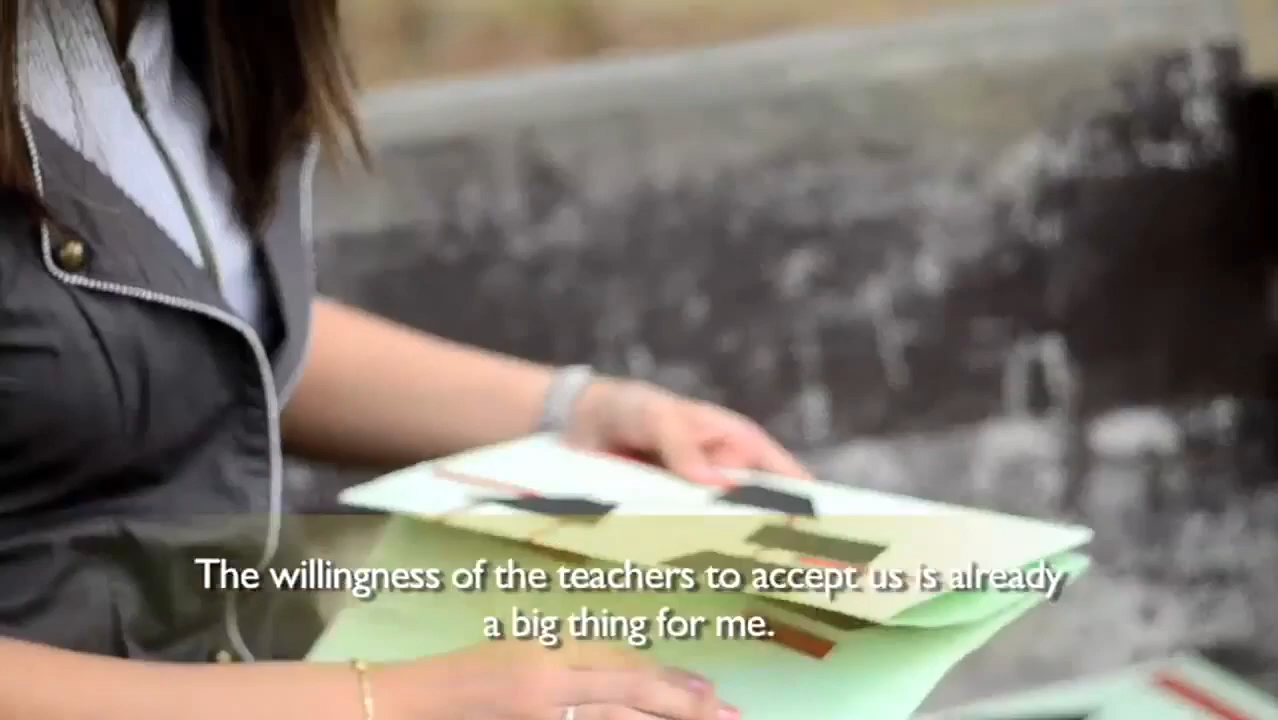 The willingness of the teachers to accept us is already
a big thing for me.